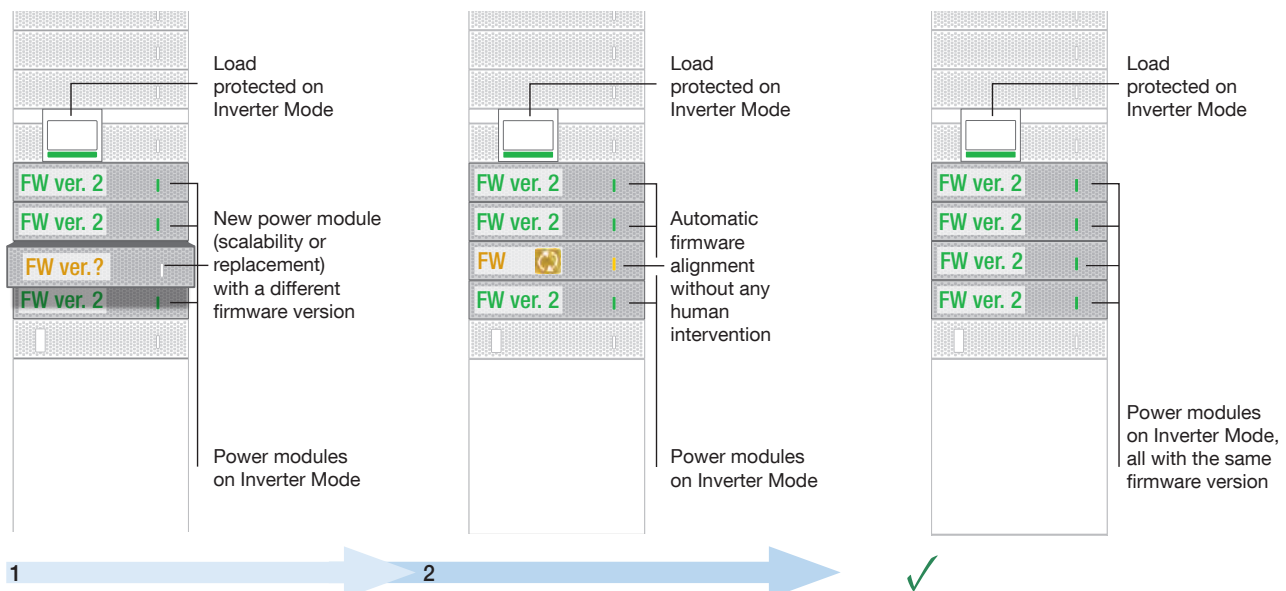 Load
protected on
Inverter Mode
FW ver. 2
FW ver. 2
FW ver.?
FW ver. 2
New power module
(scalability or
replacement)
with a different
firmware version
Power modules
on Inverter Mode
1
Load
protected on
Inverter Mode
FW ver. 2
FW ver. 2
FW
FW ver. 2
Automatic
firmware
alignment
without any
human
intervention
Power modules
on Inverter Mode
2
Load
protected on
Inverter Mode
FW ver. 2
FW ver. 2
FW ver. 2
FW ver. 2
Power modules
on Inverter Mode,
all with the same
firmware version